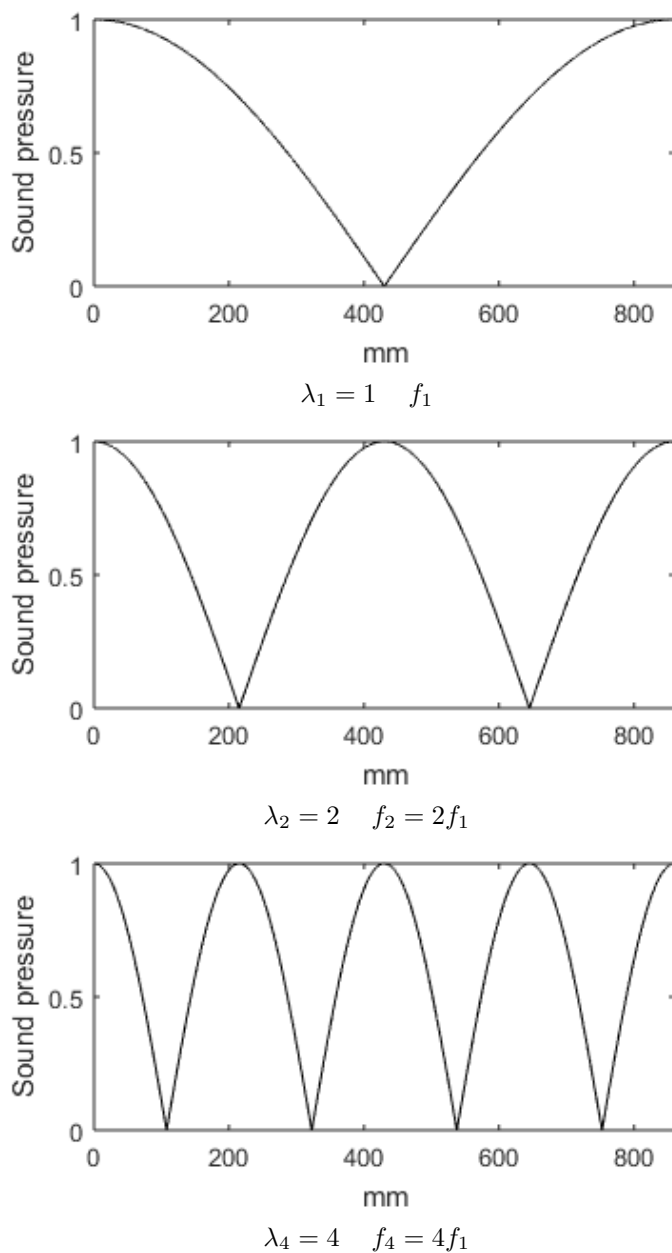 1
0.5
0
Sound pressure
0 200 400 600 800
mm
λ₁ = 1 f₁
1
0.5
0
Sound pressure
0 200 400 600 800
mm
λ₂ = 2 f₂ = 2f₁
1
0.5
0
Sound pressure
0 200 400 600 800
mm
λ₄ = 4 f₄ = 4f₁